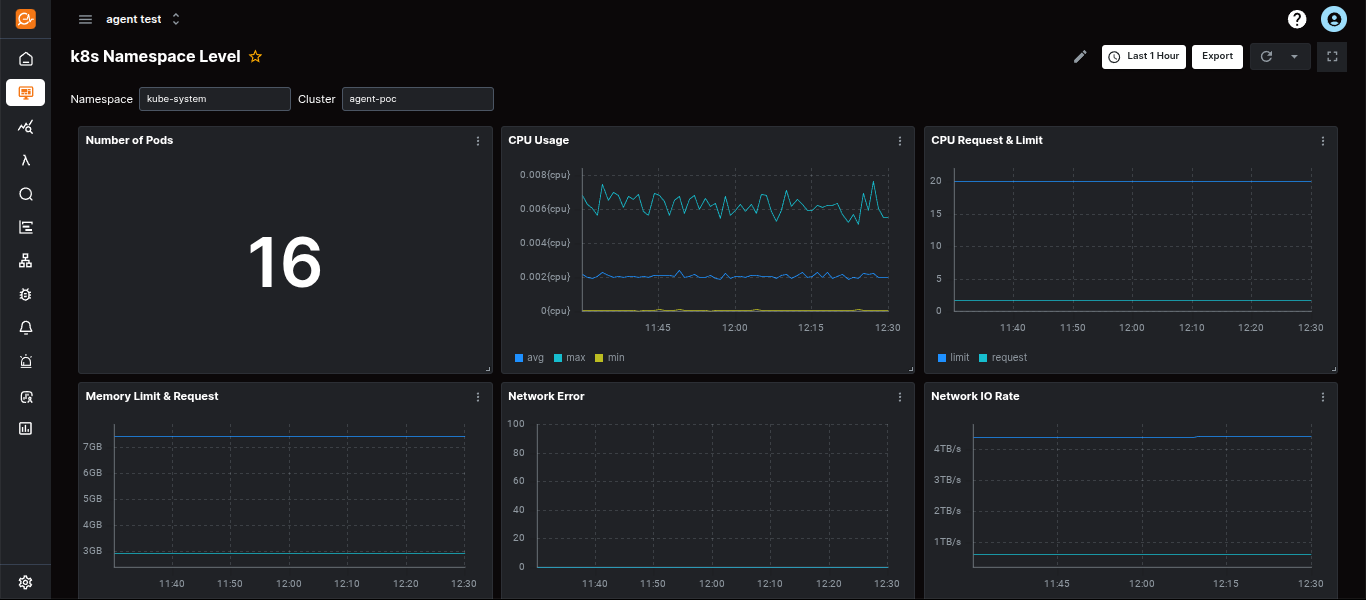 agent test
k8s Namespace Level
Last 1 Hour
Export
Namespace
kube-system
Cluster
agent-poc
Number of Pods
16
CPU Usage
0.008{cpu}
0.006{cpu}
0.004{cpu}
0.002{cpu}
0{cpu}
11:45 12:00 12:15 12:30
avg max min
CPU Request & Limit
20
15
10
5
0
11:40 11:50 12:00 12:10 12:20 12:30
limit request
Memory Limit & Request
7GB
6GB
5GB
4GB
3GB
11:40 11:50 12:00 12:10 12:20 12:30
Network Error
100
80
60
40
20
0
11:40 11:50 12:00 12:10 12:20 12:30
Network IO Rate
4TB/s
3TB/s
2TB/s
1TB/s
11:45 12:00 12:15 12:30